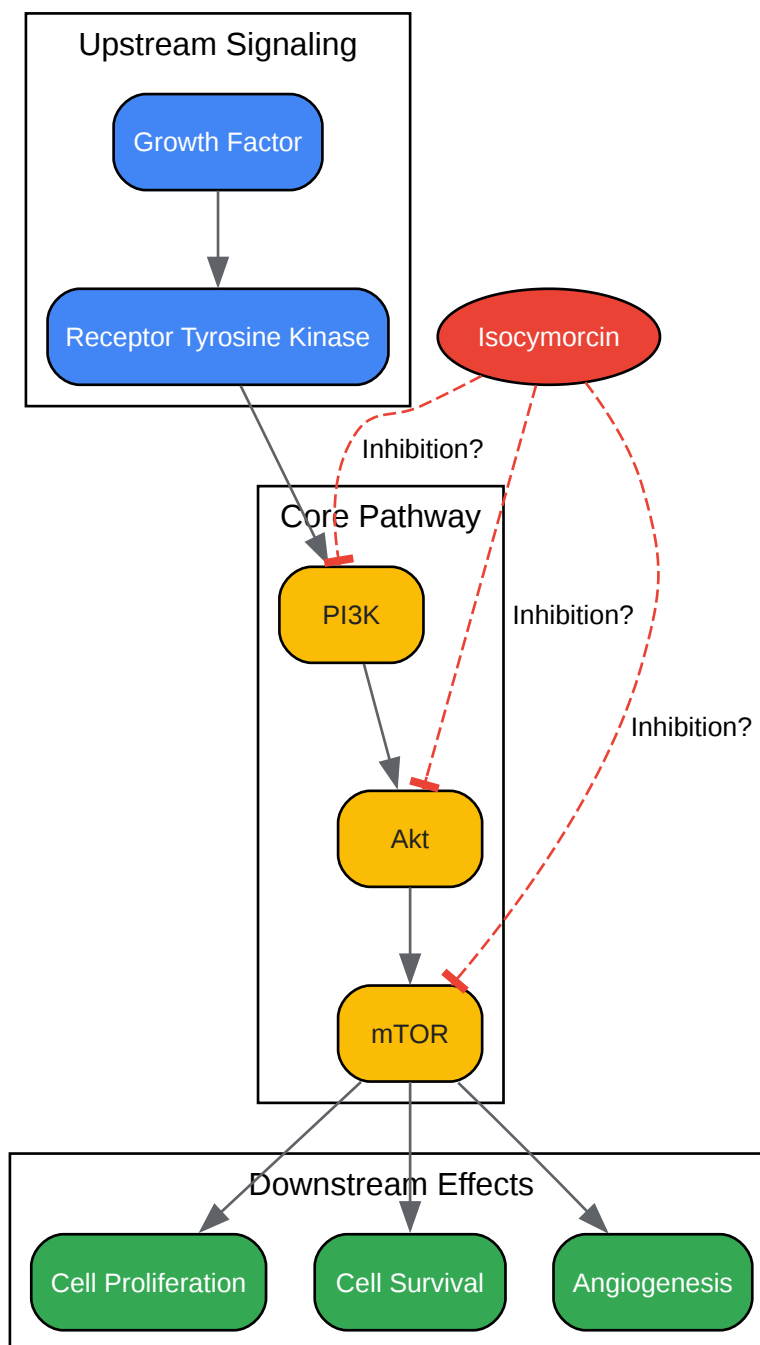 Upstream Signaling
Growth Factor
Receptor Tyrosine Kinase
Isocymorcin
Inhibition?
Core Pathway
PI3K
Inhibition?
Inhibition?
Akt
mTOR
Downstream Effects
Cell Proliferation
Cell Survival
Angiogenesis